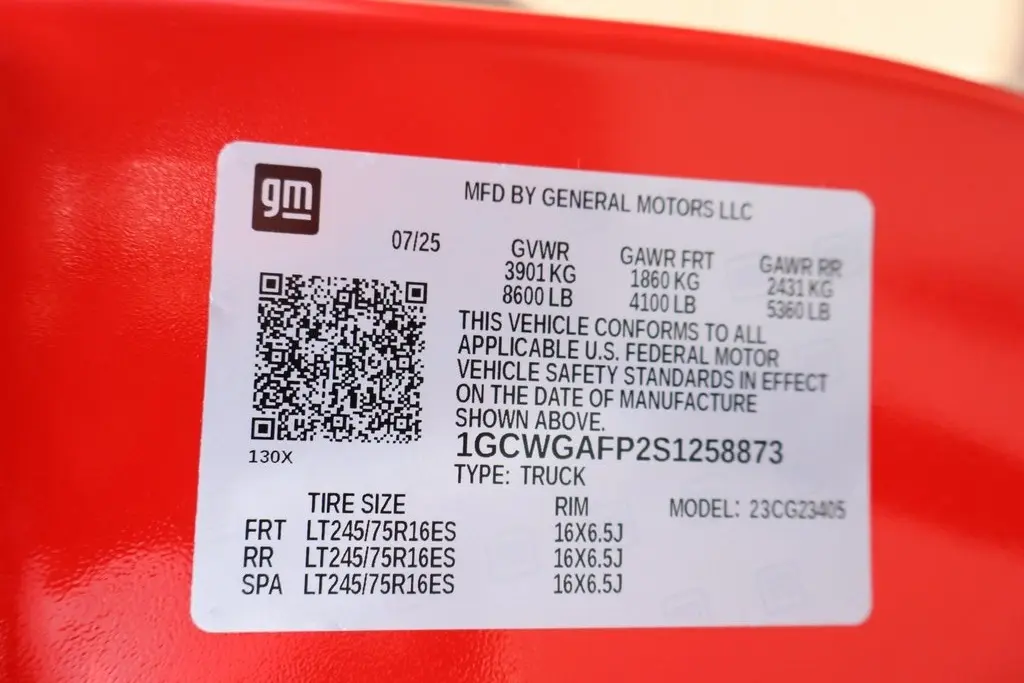 gm
MFD BY GENERAL MOTORS LLC
07/25
GVWR GAWR FRT GAWR RR
3901 KG 1860 KG 2431 KG
8600 LB 4100 LB 5360 LB
THIS VEHICLE CONFORMS TO ALL
APPLICABLE U.S. FEDERAL MOTOR
VEHICLE SAFETY STANDARDS IN EFFECT
ON THE DATE OF MANUFACTURE
SHOWN ABOVE.
130X
1GCWGAFP2S1258873
TYPE: TRUCK
TIRE SIZE RIM MODEL: 23CG23405
FRT LT245/75R16ES 16X6.5J
RR LT245/75R16ES 16X6.5J
SPA LT245/75R16ES 16X6.5J